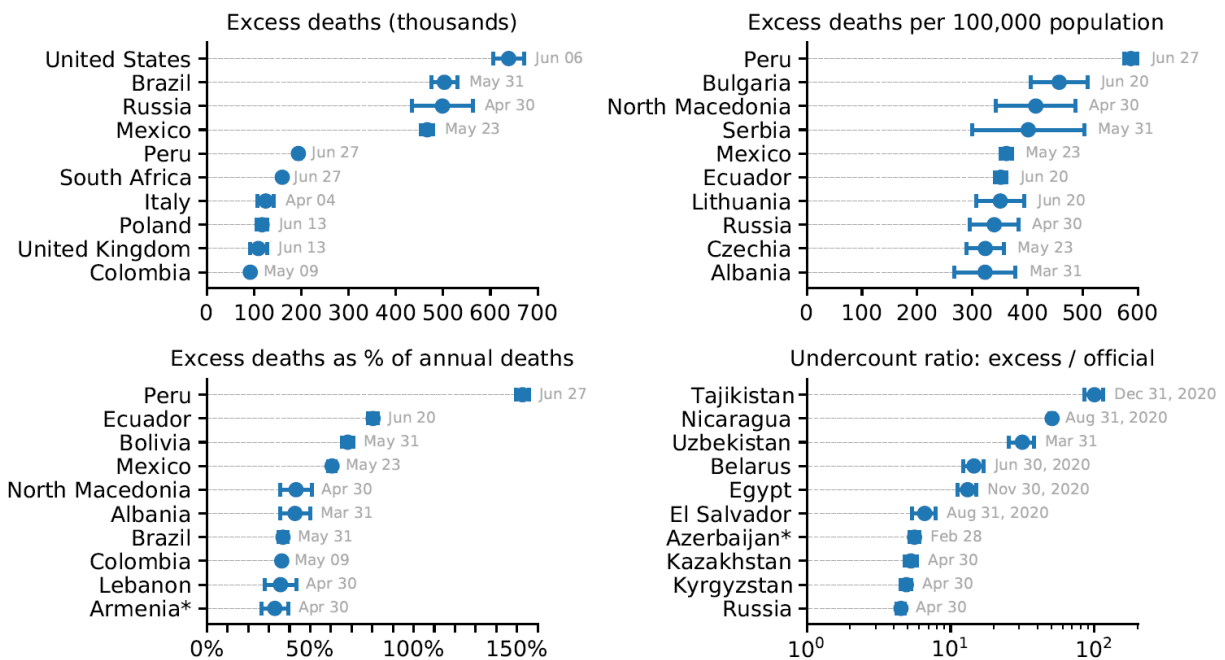 Excess deaths (thousands)
United States Jun 06
Brazil May 31
Russia Apr 30
Mexico May 23
Peru Jun 27
South Africa Jun 27
Italy Apr 04
Poland Jun 13
United Kingdom Jun 13
Colombia May 09
0 100 200 300 400 500 600 700
Excess deaths per 100,000 population
Peru Jun 27
Bulgaria Jun 20
North Macedonia Apr 30
Serbia May 31
Mexico May 23
Ecuador Jun 20
Lithuania Jun 20
Russia Apr 30
Czechia May 23
Albania Mar 31
0 100 200 300 400 500 600
Excess deaths as % of annual deaths
Peru Jun 27
Ecuador Jun 20
Bolivia May 31
Mexico May 23
North Macedonia Apr 30
Albania Mar 31
Brazil May 31
Colombia May 09
Lebanon Apr 30
Armenia* Apr 30
0% 50% 100% 150%
Undercount ratio: excess / official
Tajikistan Dec 31, 2020
Nicaragua Aug 31, 2020
Uzbekistan Mar 31
Belarus Jun 30, 2020
Egypt Nov 30, 2020
El Salvador Aug 31, 2020
Azerbaijan* Feb 28
Kazakhstan Apr 30
Kyrgyzstan Apr 30
Russia Apr 30
10⁰ 10¹ 10²